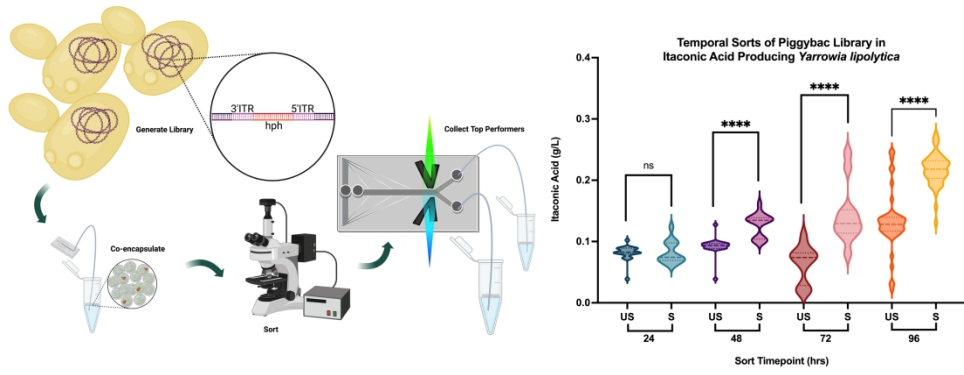 3'ITR
5'ITR
hph
Generate Library
Collect Top Performers
Co-encapsulate
Sort
Temporal Sorts of Piggybac Library in
Itaconic Acid Producing Yarrowia lipolytica
Itaconic Acid (g/L)
0.4
0.3
0.2
0.1
0.0
ns
****
****
****
US
S
US
S
US
S
US
S
24
48
72
96
Sort Timepoint (hrs)